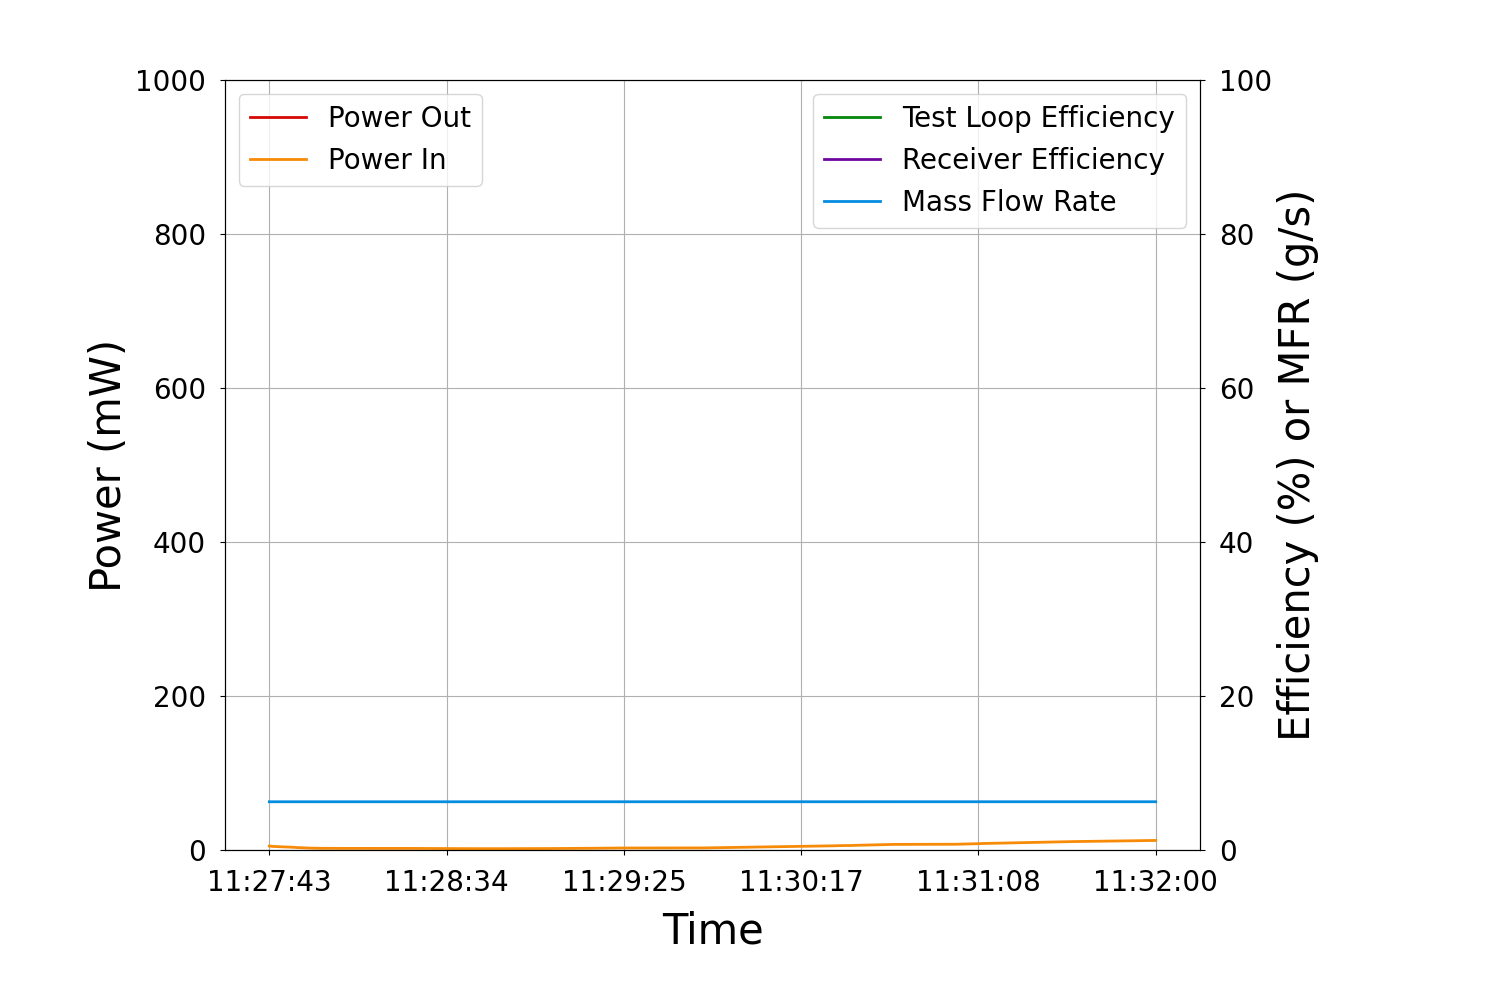 1000
800
600
400
200
0
Power (mW)
Power Out
Power In
Test Loop Efficiency
Receiver Efficiency
Mass Flow Rate
100
80
60
40
20
0
Efficiency (%) or MFR (g/s)
11:27:43 11:28:34 11:29:25 11:30:17 11:31:08 11:32:00
Time